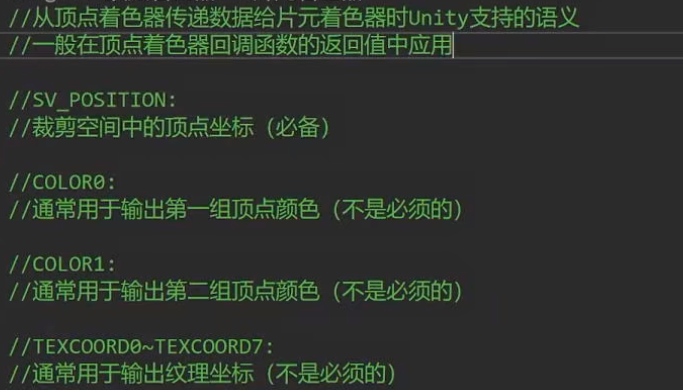 //从顶点着色器传递数据给片元着色器时Unity支持的语义
//一般在顶点着色器回调函数的返回值中应用
//SV_POSITION:
//裁剪空间中的顶点坐标（必备）
//COLOR0:
//通常用于输出第一组顶点颜色（不是必须的）
//COLOR1:
//通常用于输出第二组顶点颜色（不是必须的）
//TEXCOORD0~TEXCOORD7:
//通常用于输出纹理坐标（不是必须的）